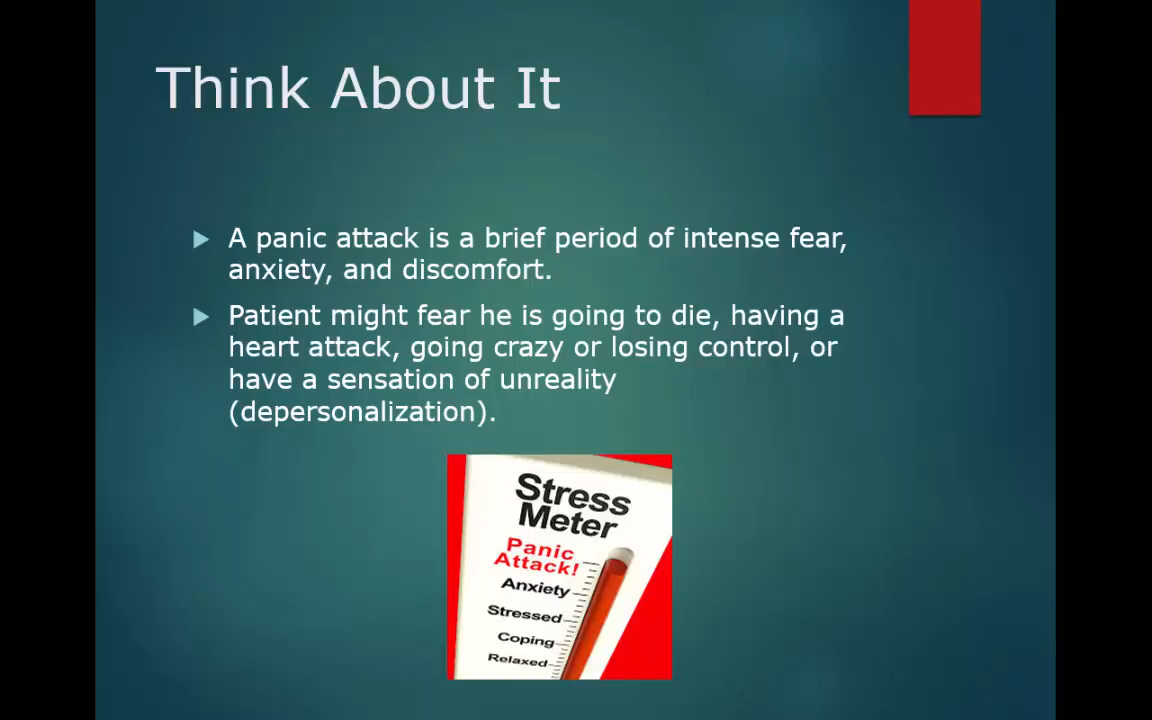 Think About It
A panic attack is a brief period of intense fear,
anxiety, and discomfort.
Patient might fear he is going to die, having a
heart attack, going crazy or losing control, or
have a sensation of unreality
(depersonalization).
Stress
Meter
Panic
Attack!
Anxiety
Stressed
Coping
Relaxed